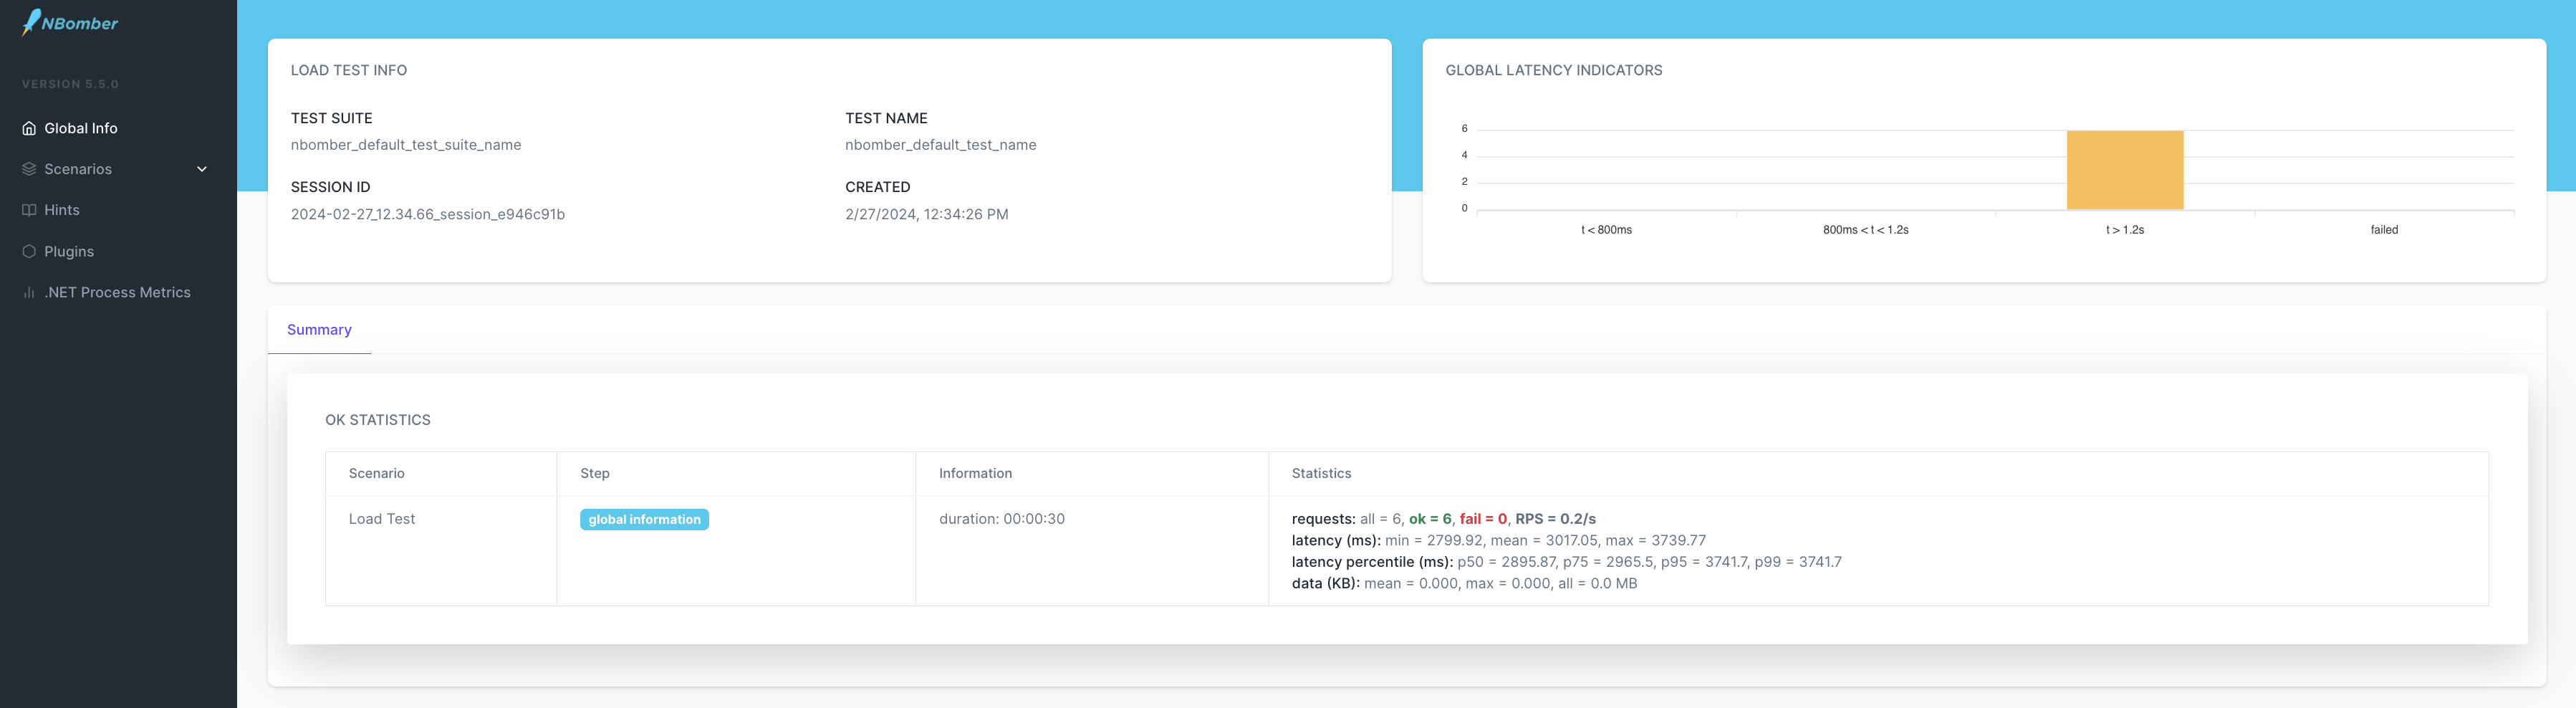 NBomber
VERSION 5.5.0
Global Info
Scenarios
Hints
Plugins
.NET Process Metrics
LOAD TEST INFO
TEST SUITE
nbomber_default_test_suite_name
TEST NAME
nbomber_default_test_name
SESSION ID
2024-02-27_12.34.66_session_e946c91b
CREATED
2/27/2024, 12:34:26 PM
GLOBAL LATENCY INDICATORS
6
4
2
0
t < 800ms
800ms < t < 1.2s
t > 1.2s
failed
Summary
OK STATISTICS
Scenario Step Information Statistics
Load Test global information duration: 00:00:30 requests: all = 6, ok = 6, fail = 0, RPS = 0.2/s
latency (ms): min = 2799.92, mean = 3017.05, max = 3739.77
latency percentile (ms): p50 = 2895.87, p75 = 2965.5, p95 = 3741.7, p99 = 3741.7
data (KB): mean = 0.000, max = 0.000, all = 0.0 MB